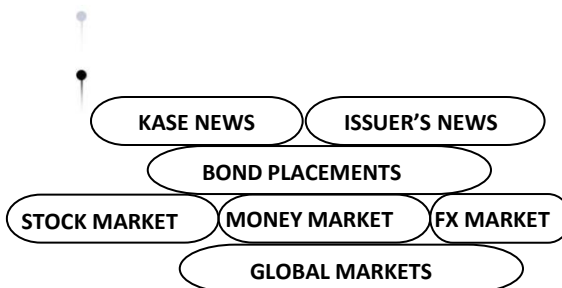 KASE NEWS ISSUER’S NEWS
BOND PLACEMENTS
STOCK MARKET MONEY MARKET FX MARKET
GLOBAL MARKETS